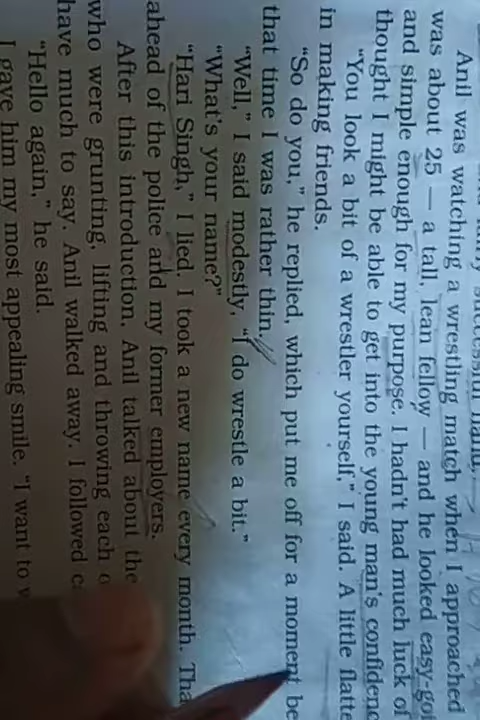 successful hand.
Anil was watching a wrestling match when I approached
was about 25 — a tall, lean fellow — and he looked easy-go
and simple enough for my purpose. I hadn't had much luck of
thought I might be able to get into the young man's confidenc
"You look a bit of a wrestler yourself," I said. A little flatte
in making friends.
"So do you," he replied, which put me off for a moment be
that time I was rather thin.
"Well," I said modestly, "I do wrestle a bit."
"What's your name?"
"Hari Singh," I lied. I took a new name every month. Tha
ahead of the police and my former employers.
After this introduction, Anil talked about the
who were grunting, lifting and throwing each o
have much to say. Anil walked away. I followed c
"Hello again," he said.
I gave him my most appealing smile. "I want to w